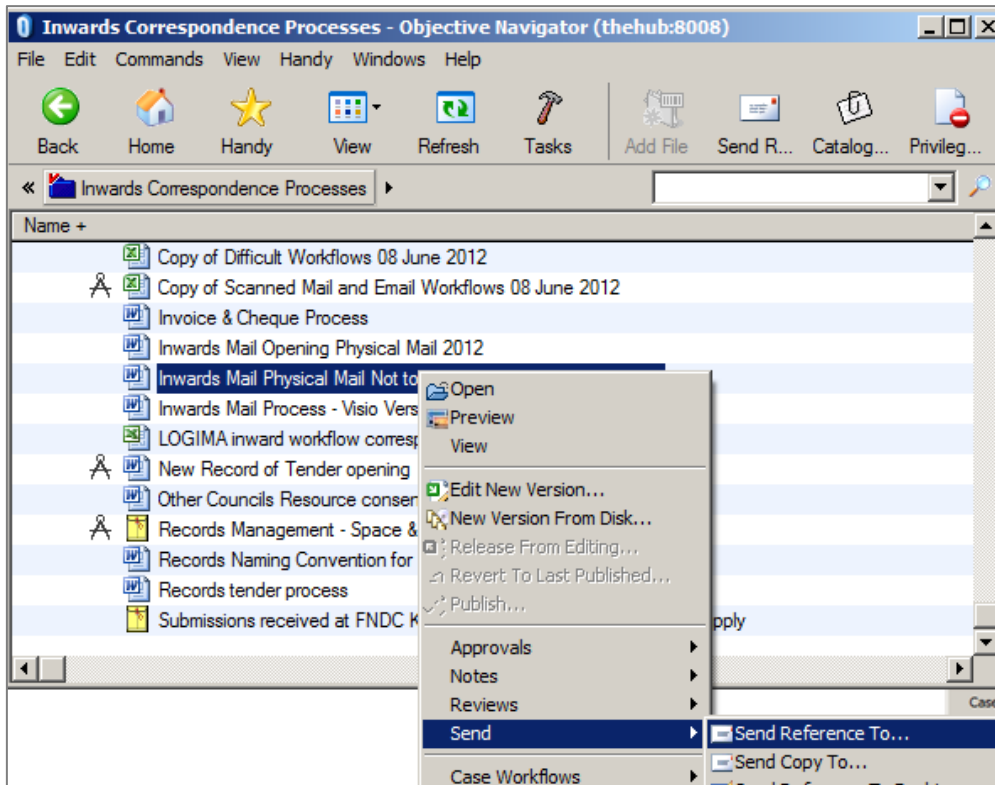 Inwards Correspondence Processes - Objective Navigator (thehub:8008)
File Edit Commands View Handy Windows Help
Back Home Handy View Refresh Tasks Add File Send R... Catalog... Privileg...
« Inwards Correspondence Processes
Name +
Copy of Difficult Workflows 08 June 2012
Copy of Scanned Mail and Email Workflows 08 June 2012
Invoice & Cheque Process
Inwards Mail Opening Physical Mail 2012
Inwards Mail Physical Mail Not to
Inwards Mail Process - Visio Vers
LOGIMA inward workflow corresp
New Record of Tender opening
Other Councils Resource consen
Records Management - Space &
Records Naming Convention for
Records tender process
Submissions received at FNDC K
pply
Open
Preview
View
Edit New Version...
New Version From Disk...
Release From Editing...
Revert To Last Published...
Publish...
Approvals
Notes
Reviews
Send
Case Workflows
Case
Send Reference To...
Send Copy To...